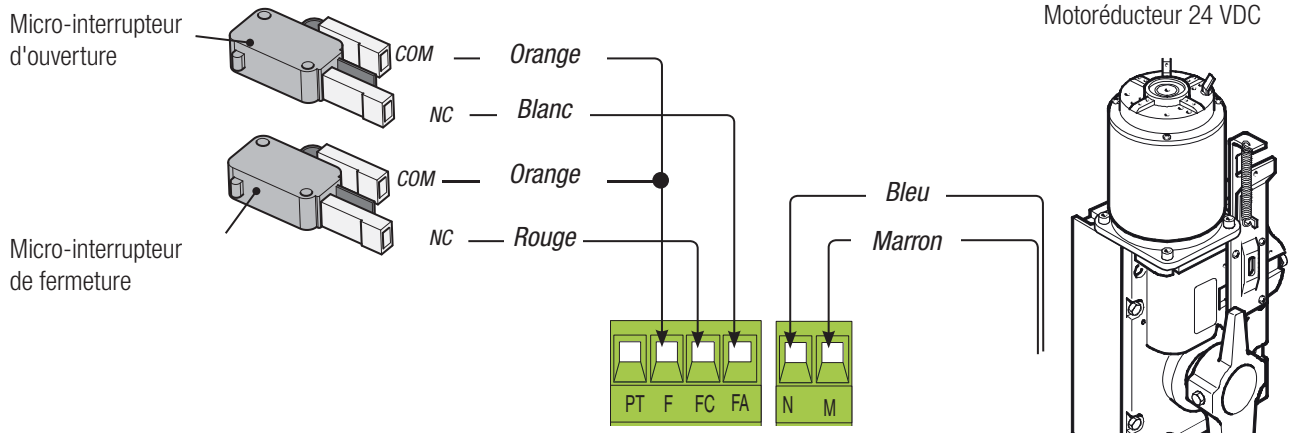 Micro-interrupteur
d'ouverture
COM
Orange
NC
Blanc
COM
Orange
NC
Rouge
Micro-interrupteur
de fermeture
Motoréducteur 24 VDC
Bleu
Marron
PT F FC FA N M